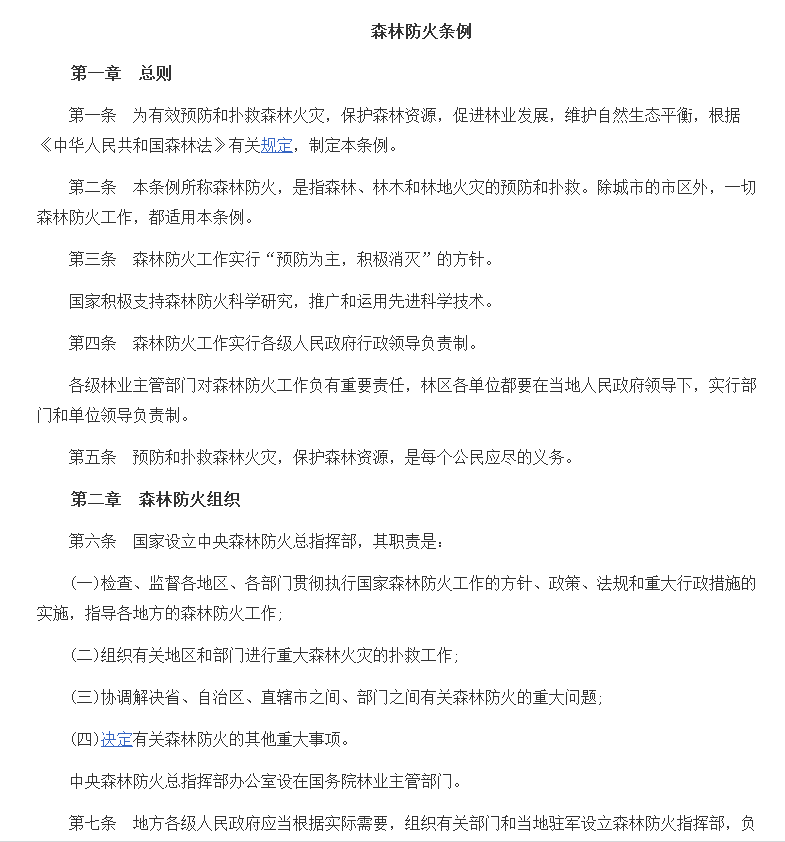 森林防火条例
第一章　总则
第一条　为有效预防和扑救森林火灾，保护森林资源，促进林业发展，维护自然生态平衡，根据
《中华人民共和国森林法》有关规定，制定本条例。
第二条　本条例所称森林防火，是指森林、林木和林地火灾的预防和扑救。除城市的市区外，一切
森林防火工作，都适用本条例。
第三条　森林防火工作实行“预防为主，积极消灭”的方针。
国家积极支持森林防火科学研究，推广和运用先进科学技术。
第四条　森林防火工作实行各级人民政府行政领导负责制。
各级林业主管部门对森林防火工作负有重要责任，林区各单位都要在当地人民政府领导下，实行部
门和单位领导负责制。
第五条　预防和扑救森林火灾，保护森林资源，是每个公民应尽的义务。
第二章　森林防火组织
第六条　国家设立中央森林防火总指挥部，其职责是：
(一)检查、监督各地区、各部门贯彻执行国家森林防火工作的方针、政策、法规和重大行政措施的
实施，指导各地方的森林防火工作;
(二)组织有关地区和部门进行重大森林火灾的扑救工作;
(三)协调解决省、自治区、直辖市之间、部门之间有关森林防火的重大问题;
(四)决定有关森林防火的其他重大事项。
中央森林防火总指挥部办公室设在国务院林业主管部门。
第七条　地方各级人民政府应当根据实际需要，组织有关部门和当地驻军设立森林防火指挥部，负